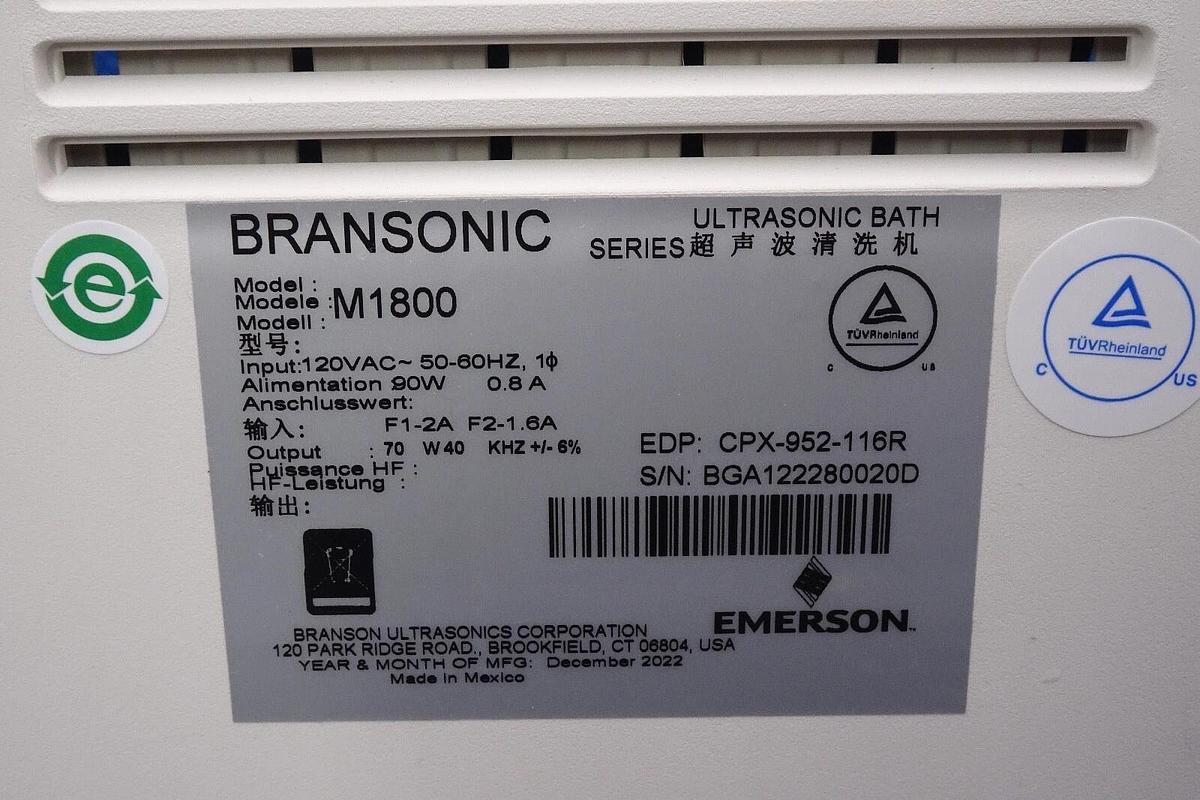 BRANSONIC
ULTRASONIC BATH
SERIES超声波清洗机
Model :
Modele :M1800
Modell :
型号:
Input:120VAC~ 50-60HZ, 1ϕ
Alimentation :90W 0.8 A
Anschlusswert:
输入: F1-2A F2-1.6A
Output : 70 W 40 KHZ +/- 6%
Puissance HF :
HF-Leistung :
输出:
TÜVRheinland
C US
EDP: CPX-952-116R
S/N: BGA122280020D
EMERSON™
BRANSON ULTRASONICS CORPORATION
120 PARK RIDGE ROAD., BROOKFIELD, CT 06804, USA
YEAR & MONTH OF MFG: December 2022
Made in Mexico
e
TÜVRheinland
C US